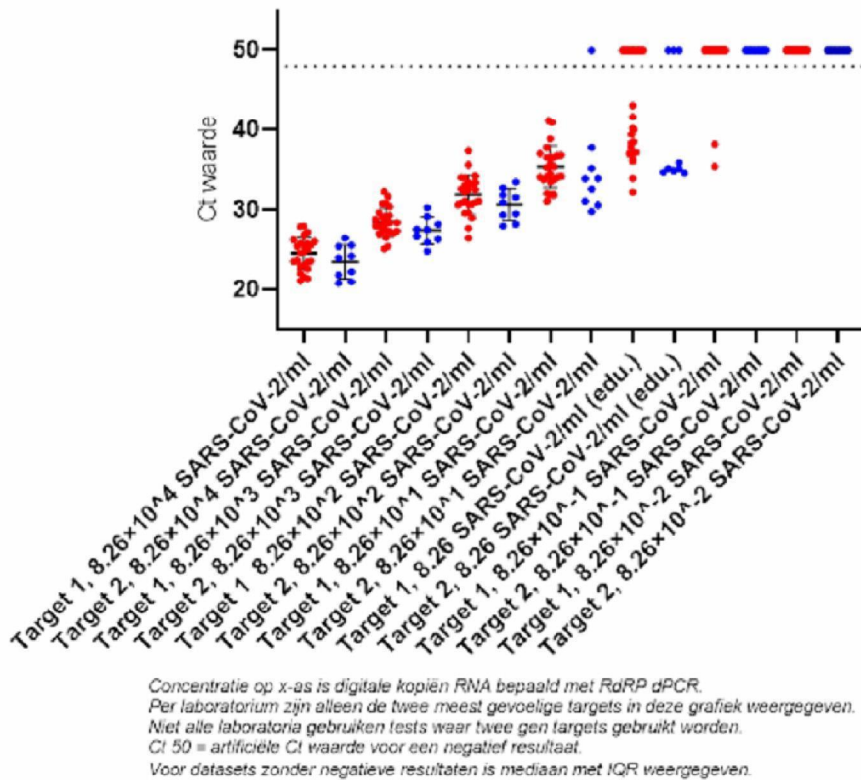 50
40
30
20
Ct waarde
Target 1, 8.26×10^4 SARS-CoV-2/ml
Target 2, 8.26×10^4 SARS-CoV-2/ml
Target 1, 8.26×10^3 SARS-CoV-2/ml
Target 2, 8.26×10^3 SARS-CoV-2/ml
Target 1 8.26×10^2 SARS-CoV-2/ml
Target 2, 8.26×10^2 SARS-CoV-2/ml
Target 1, 8.26×10^1 SARS-CoV-2/ml
Target 2, 8.26×10^1 SARS-CoV-2/ml
Target 1, 8.26 SARS-CoV-2/ml (edu.)
Target 2, 8.26 SARS-CoV-2/ml (edu.)
Target 1, 8.26×10^-1 SARS-CoV-2/ml
Target 2, 8.26×10^-1 SARS-CoV-2/ml
Target 1, 8.26×10^-2 SARS-CoV-2/ml
Target 2, 8.26×10^-2 SARS-CoV-2/ml
Concentratie op x-as is digitale kopiën RNA bepaald met RdRP dPCR.
Per laboratorium zijn alleen de twee meest gevoelige targets in deze grafiek weergegeven.
Niet alle laboratoria gebruiken tests waar twee gen targets gebruikt worden.
Ct 50 = artificiële Ct waarde voor een negatief resultaat.
Voor datasets zonder negatieve resultaten is mediaan met IQR weergegeven.